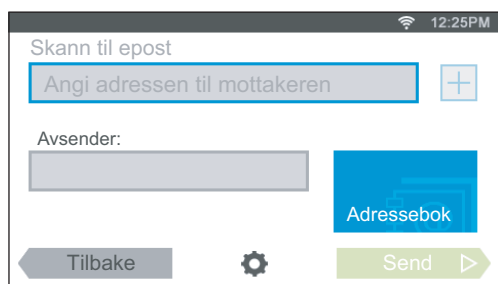 12:25PM
Skann til epost
Angi adressen til mottakeren
Avsender:
Adressebok
Tilbake
Send